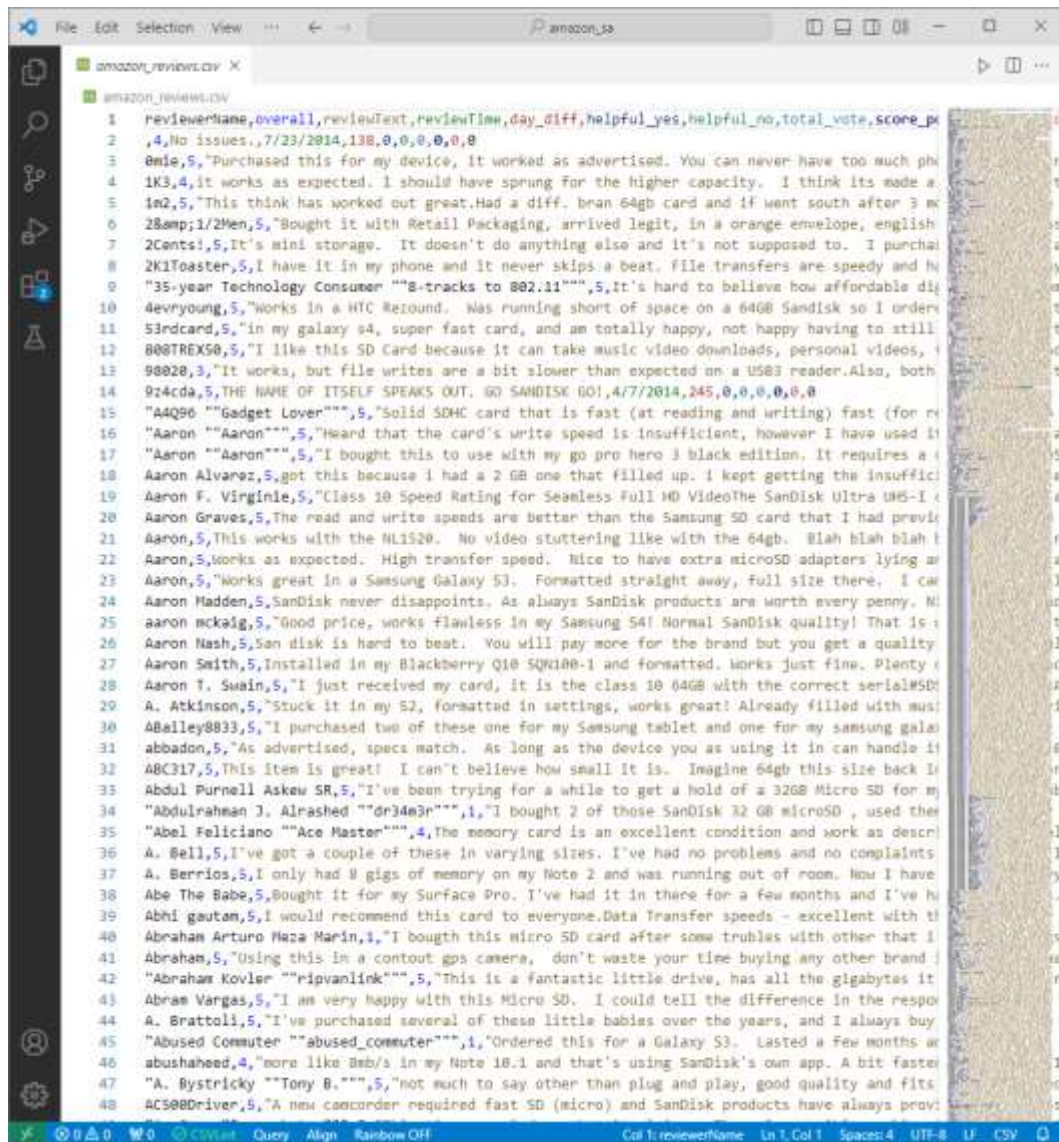 File Edit Selection View ··· ← → amazon_sa
amazon_reviews.csv ×
amazon_reviews.csv
1 reviewerName,overall,reviewText,reviewTime,day_diff,helpful_yes,helpful_no,total_vote,score_po
2 ,4,No issues.,7/23/2014,138,0,0,0,0,0,0
3 0mie,5,"Purchased this for my device, it worked as advertised. You can never have too much pho
4 1K3,4,it works as expected. I should have sprung for the higher capacity.  I think its made a
5 1m2,5,"This think has worked out great.Had a diff. bran 64gb card and if went south after 3 mo
6 2&amp;1/2Men,5,"Bought it with Retail Packaging, arrived legit, in a orange envelope, english
7 2Cents!,5,It's mini storage.  It doesn't do anything else and it's not supposed to.  I purchas
8 2K1Toaster,5,I have it in my phone and it never skips a beat. File transfers are speedy and ha
9 "35-year Technology Consumer ""8-tracks to 802.11""",5,It's hard to believe how affordable dig
10 4evryoung,5,"Works in a HTC Rezound.  Was running short of space on a 64GB Sandisk so I ordere
11 53rdcard,5,"in my galaxy s4, super fast card, and am totally happy, not happy having to still
12 808TREX50,5,"I like this SD Card because it can take music video downloads, personal videos,
13 98020,3,"It works, but file writes are a bit slower than expected on a USB3 reader.Also, both
14 9z4cda,5,THE NAME OF ITSELF SPEAKS OUT. GO SANDISK GO!,4/7/2014,245,0,0,0,0,0,0
15 "A4Q96 ""Gadget Lover""",5,"Solid SDHC card that is fast (at reading and writing) fast (for re
16 "Aaron ""Aaron""",5,"Heard that the card's write speed is insufficient, however I have used it
17 "Aaron ""Aaron""",5,"I bought this to use with my go pro hero 3 black edition. It requires a c
18 Aaron Alvarez,5,got this because i had a 2 GB one that filled up. i kept getting the insuffici
19 Aaron F. Virginie,5,"Class 10 Speed Rating for Seamless Full HD VideoThe SanDisk Ultra UHS-I c
20 Aaron Graves,5,The read and write speeds are better than the Samsung SD card that I had previo
21 Aaron,5,This works with the NL1520.  No video stuttering like with the 64gb.  Blah blah blah b
22 Aaron,5,Works as expected.  High transfer speed.  Nice to have extra microSD adapters lying ar
23 Aaron,5,"Works great in a Samsung Galaxy S3.  Formatted straight away, full size there.  I can
24 Aaron Madden,5,SanDisk never disappoints. As always SanDisk products are worth every penny. N
25 aaron mckaig,5,"Good price, works flawless in my Samsung S4! Normal SanDisk quality! That is
26 Aaron Nash,5,San disk is hard to beat.  You will pay more for the brand but you get a quality
27 Aaron Smith,5,Installed in my Blackberry Q10 SQN100-1 and formatted. Works just fine. Plenty
28 Aaron T. Swain,5,"I just received my card, it is the class 10 64GB with the correct serial#SDS
29 A. Atkinson,5,"Stuck it in my S2, formatted in settings, works great! Already filled with musi
30 ABailey8833,5,"I purchased two of these one for my Samsung tablet and one for my samsung galax
31 abbadon,5,"As advertised, specs match.  As long as the device you as using it in can handle it
32 ABC317,5,This item is great!  I can't believe how small it is.  Imagine 64gb this size back in
33 Abdul Purnell Askew SR,5,"I've been trying for a while to get a hold of a 32GB Micro SD for my
34 "Abdulrahman J. Alrashed ""dr34m3r""",1,"I bought 2 of those SanDisk 32 GB microSD , used them
35 "Abel Feliciano ""Ace Master""",4,The memory card is an excellent condition and work as descri
36 A. Bell,5,I've got a couple of these in varying sizes. I've had no problems and no complaints
37 A. Berrios,5,I only had 8 gigs of memory on my Note 2 and was running out of room. Now I have
38 Abe The Babe,5,Bought it for my Surface Pro. I've had it in there for a few months and I've ha
39 Abhi gautam,5,I would recommend this card to everyone.Data Transfer speeds - excellent with th
40 Abraham Arturo Meza Marin,1,"I bougth this micro SD card after some trubles with other that i
41 Abraham,5,"Using this in a contout gps camera,  don't waste your time buying any other brand
42 "Abraham Kovler ""ripvanlink""",5,"This is a fantastic little drive, has all the gigabytes it
43 Abram Vargas,5,"I am very happy with this Micro SD.  I could tell the difference in the respon
44 A. Brattoli,5,"I've purchased several of these little babies over the years, and I always buy
45 "Abused Commuter ""abused_commuter""",1,"Ordered this for a Galaxy S3.  Lasted a few months an
46 abushaheed,4,"more like 8mb/s in my Note 10.1 and that's using SanDisk's own app. A bit faster
47 "A. Bystricky ""Tony B.""",5,"not much to say other than plug and play, good quality and fits
48 AC500Driver,5,"A new camcorder required fast SD (micro) and SanDisk products have always provi
2
0 0 0 CSVLint Query Align Rainbow OFF Col 1: reviewerName Ln 1, Col 1 Spaces: 4 UTF-8 LF CSV